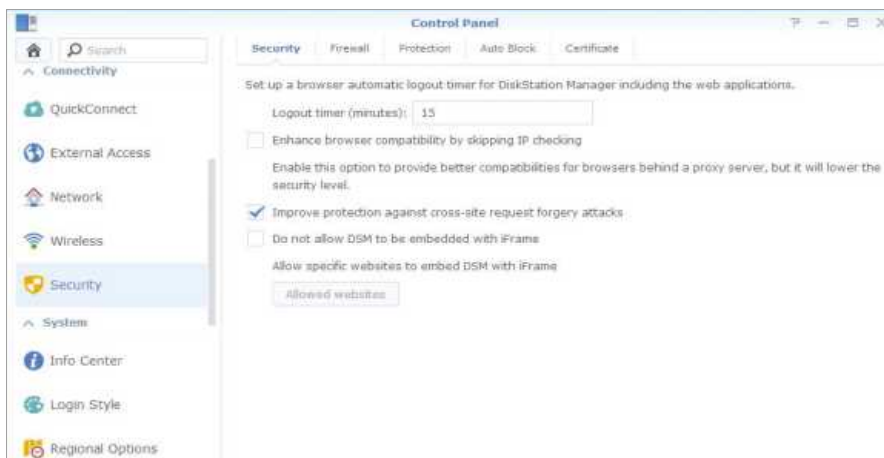 Control Panel
Search
Connectivity
QuickConnect
External Access
Network
Wireless
Security
System
Info Center
Login Style
Regional Options
Security Firewall Protection Auto Block Certificate
Set up a browser automatic logout timer for DiskStation Manager including the web applications.
Logout timer (minutes): 15
Enhance browser compatibility by skipping IP checking
Enable this option to provide better compatibilities for browsers behind a proxy server, but it will lower the
security level.
Improve protection against cross-site request forgery attacks
Do not allow DSM to be embedded with iFrame
Allow specific websites to embed DSM with iFrame
Allowed websites